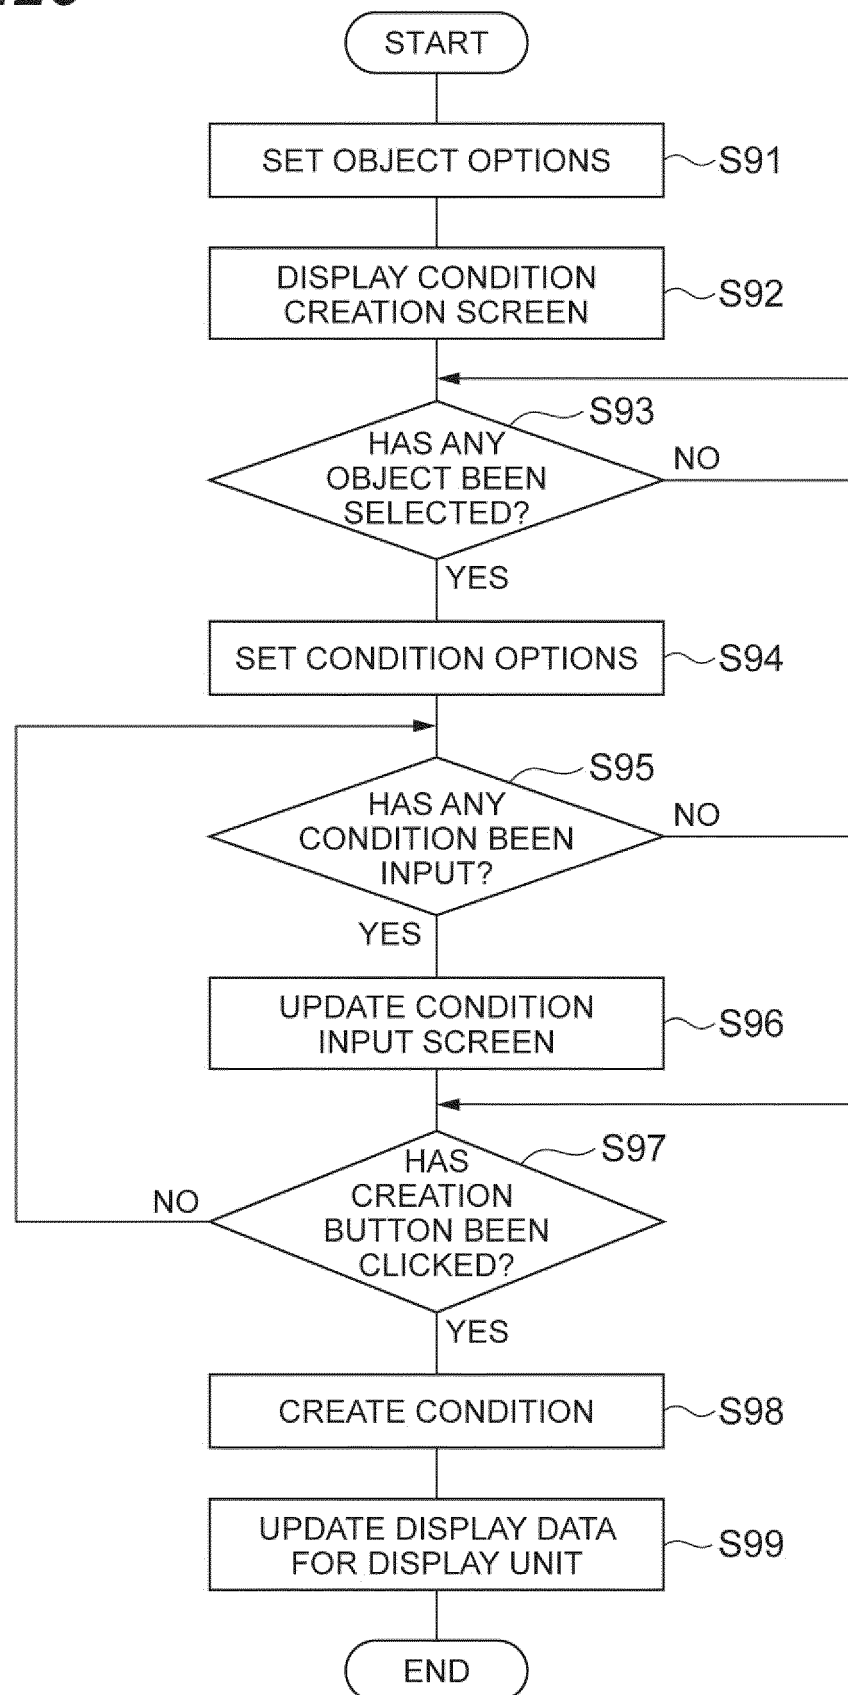 START
SET OBJECT OPTIONS
S91
DISPLAY CONDITION
CREATION SCREEN
S92
S93
HAS ANY
OBJECT BEEN
SELECTED?
NO
YES
SET CONDITION OPTIONS
S94
S95
HAS ANY
CONDITION BEEN
INPUT?
NO
YES
UPDATE CONDITION
INPUT SCREEN
S96
S97
HAS
CREATION
BUTTON BEEN
CLICKED?
NO
YES
CREATE CONDITION
S98
UPDATE DISPLAY DATA
FOR DISPLAY UNIT
S99
END